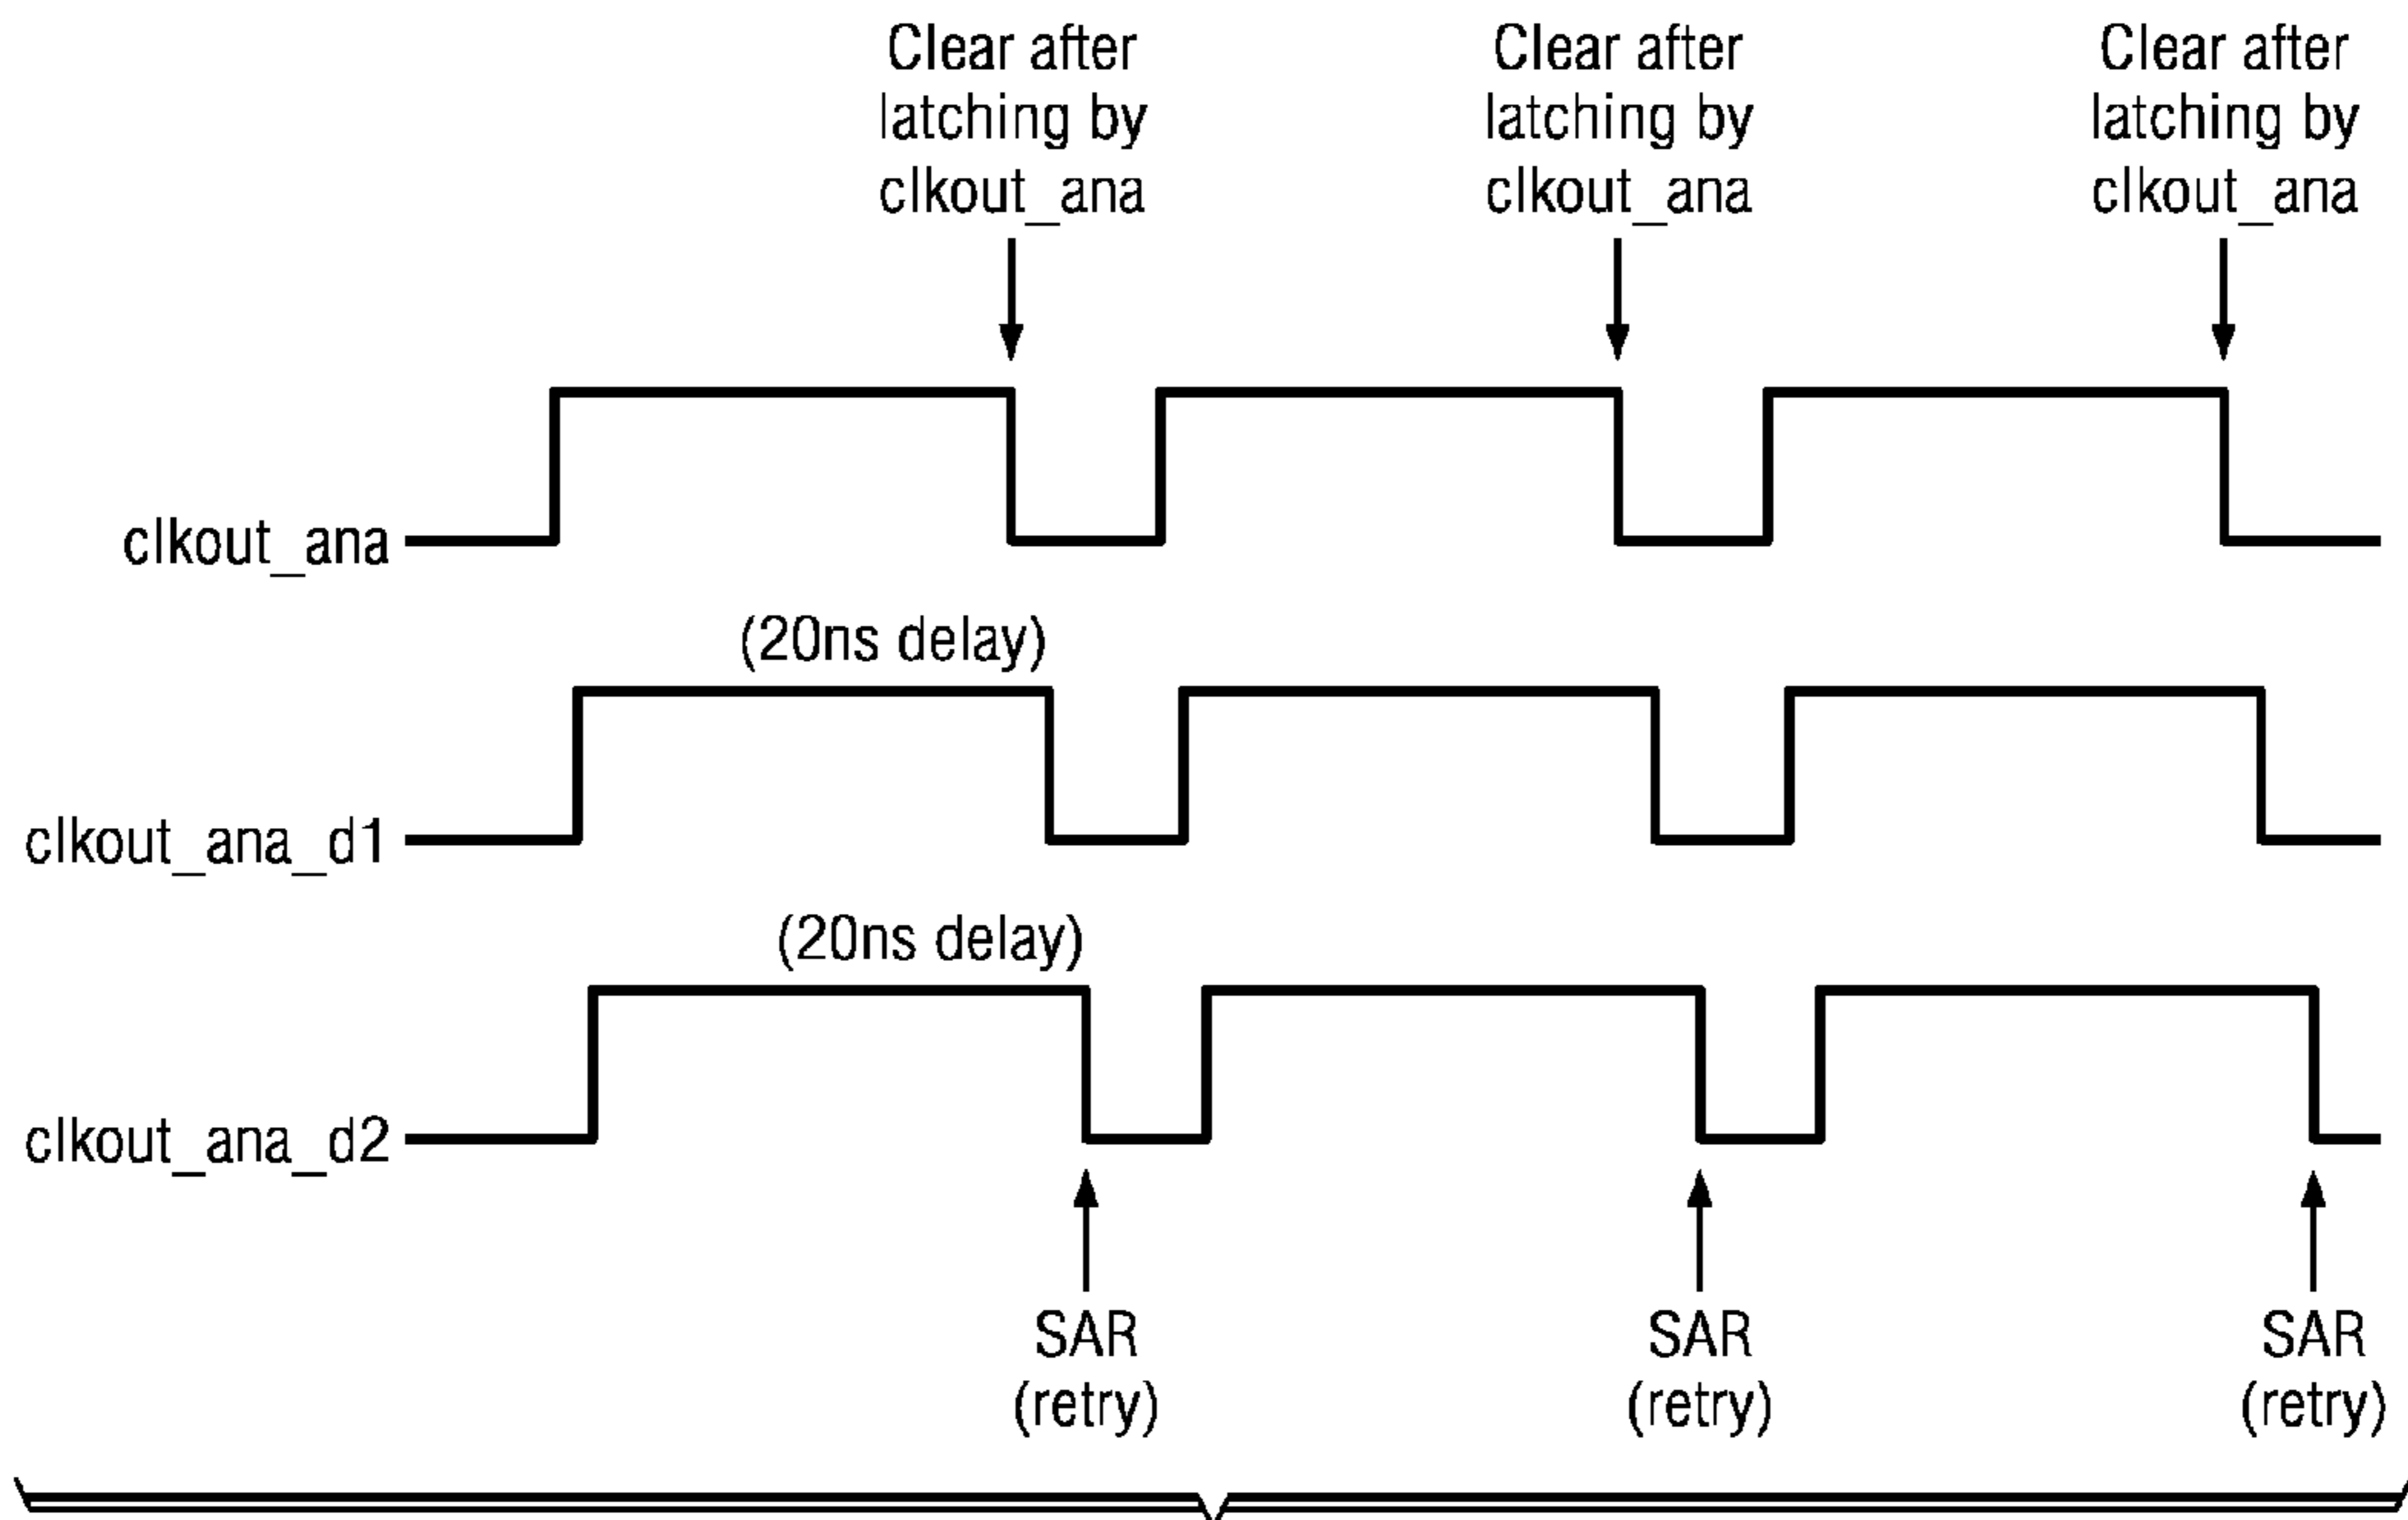 Clear after
latching by
clkout_ana
Clear after
latching by
clkout_ana
Clear after
latching by
clkout_ana
clkout_ana
(20ns delay)
clkout_ana_d1
(20ns delay)
clkout_ana_d2
SAR
(retry)
SAR
(retry)
SAR
(retry)